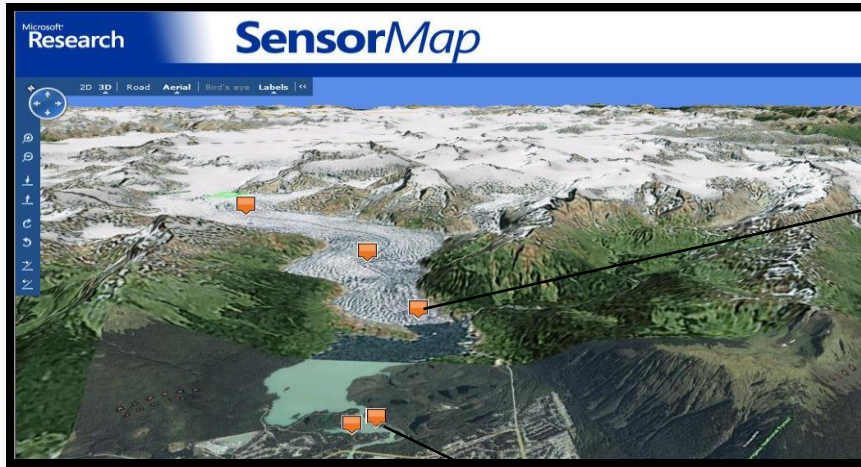 Microsoft
Research
SensorMap
2D 3D | Road Aerial | Bird's eye Labels | <<